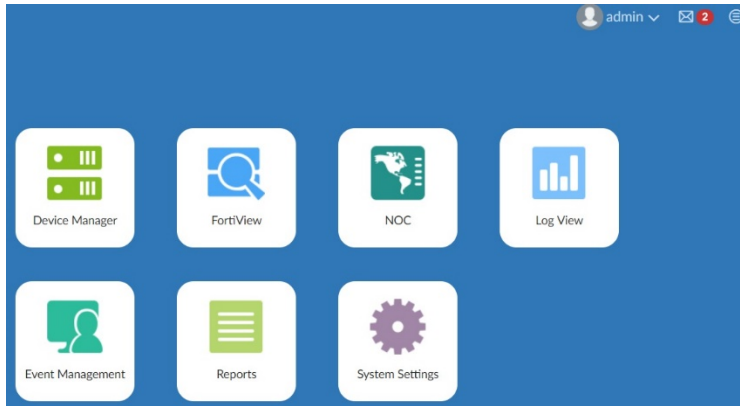 admin 2
Device Manager FortiView NOC Log View
Event Management Reports System Settings